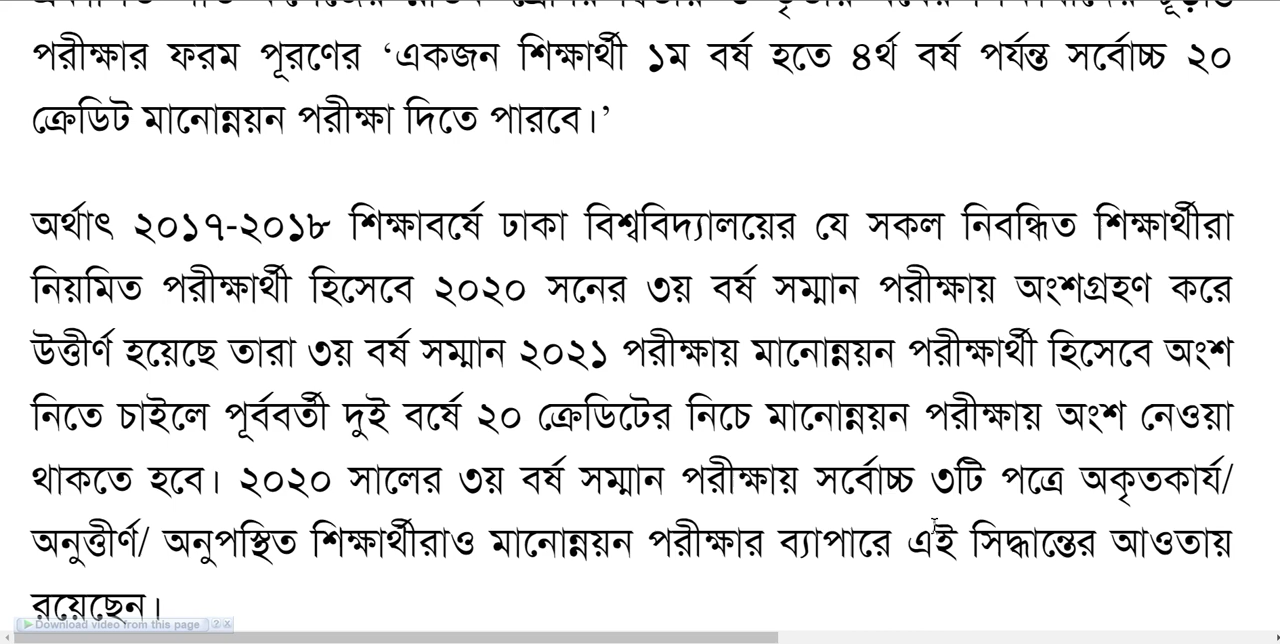 পরীক্ষার ফরম পূরণের ‘একজন শিক্ষার্থী ১ম বর্ষ হতে ৪র্থ বর্ষ পর্যন্ত সর্বোচ্চ ২০
ক্রেডিট মানোন্নয়ন পরীক্ষা দিতে পারবে।’
অর্থাৎ ২০১৭-২০১৮ শিক্ষাবর্ষে ঢাকা বিশ্ববিদ্যালয়ের যে সকল নিবন্ধিত শিক্ষার্থীরা
নিয়মিত পরীক্ষার্থী হিসেবে ২০২০ সনের ৩য় বর্ষ সম্মান পরীক্ষায় অংশগ্রহণ করে
উত্তীর্ণ হয়েছে তারা ৩য় বর্ষ সম্মান ২০২১ পরীক্ষায় মানোন্নয়ন পরীক্ষার্থী হিসেবে অংশ
নিতে চাইলে পূর্ববর্তী দুই বর্ষে ২০ ক্রেডিটের নিচে মানোন্নয়ন পরীক্ষায় অংশ নেওয়া
থাকতে হবে। ২০২০ সালের ৩য় বর্ষ সম্মান পরীক্ষায় সর্বোচ্চ ৩টি পত্রে অকৃতকার্য/
অনুত্তীর্ণ/ অনুপস্থিত শিক্ষার্থীরাও মানোন্নয়ন পরীক্ষার ব্যাপারে এই সিদ্ধান্তের আওতায়
রয়েছেন।
Download video from this page